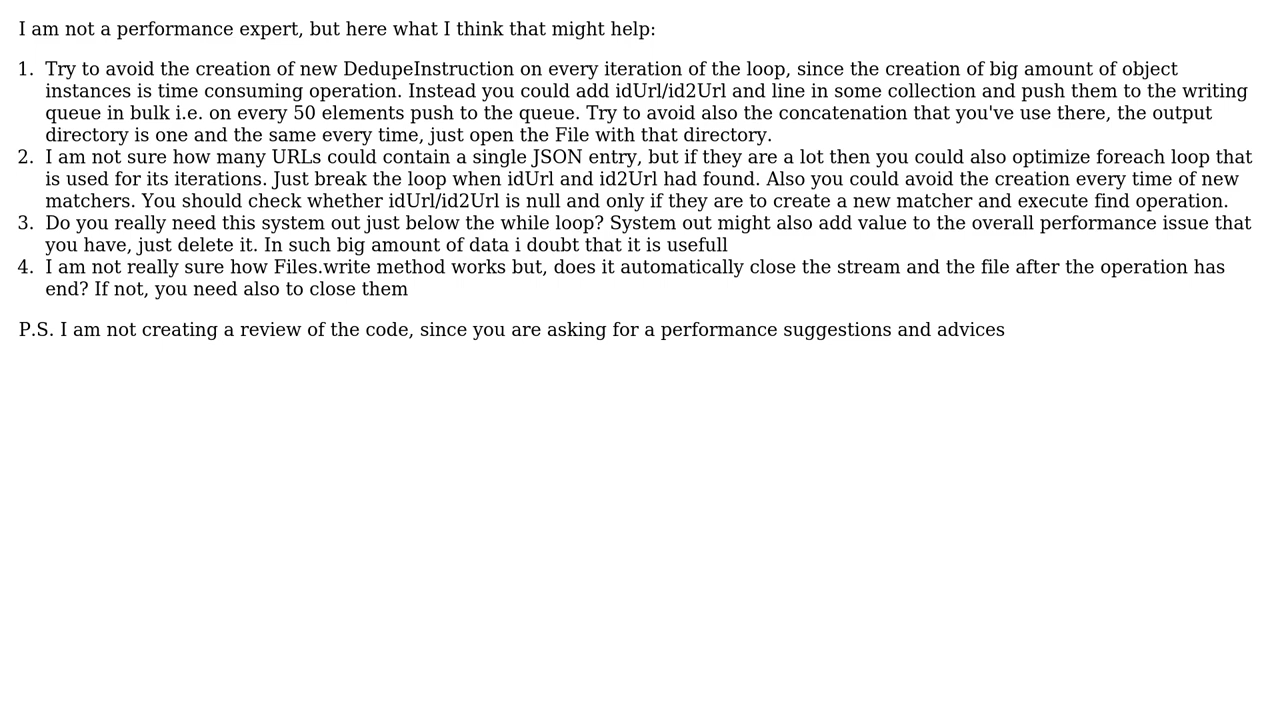 I am not a performance expert, but here what I think that might help:
1. Try to avoid the creation of new DedupeInstruction on every iteration of the loop, since the creation of big amount of object
instances is time consuming operation. Instead you could add idUrl/id2Url and line in some collection and push them to the writing
queue in bulk i.e. on every 50 elements push to the queue. Try to avoid also the concatenation that you've use there, the output
directory is one and the same every time, just open the File with that directory.
2. I am not sure how many URLs could contain a single JSON entry, but if they are a lot then you could also optimize foreach loop that
is used for its iterations. Just break the loop when idUrl and id2Url had found. Also you could avoid the creation every time of new
matchers. You should check whether idUrl/id2Url is null and only if they are to create a new matcher and execute find operation.
3. Do you really need this system out just below the while loop? System out might also add value to the overall performance issue that
you have, just delete it. In such big amount of data i doubt that it is usefull
4. I am not really sure how Files.write method works but, does it automatically close the stream and the file after the operation has
end? If not, you need also to close them
P.S. I am not creating a review of the code, since you are asking for a performance suggestions and advices